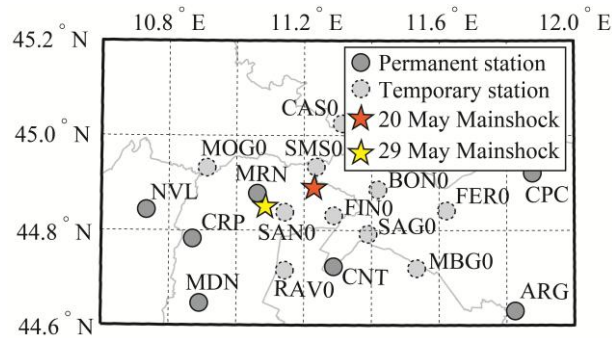 10.8 °E 11.2 °E 11.6 °E 12.0 °E
45.2 °N
Permanent station
Temporary station
20 May Mainshock
29 May Mainshock
CAS0
45.0 °N
MOG0 SMS0
MRN BON0 CPC
NVL FER0
CRP SAN0 FIN0
44.8 °N
SAG0
MDN RAV0 CNT MBG0
ARG
44.6 °N